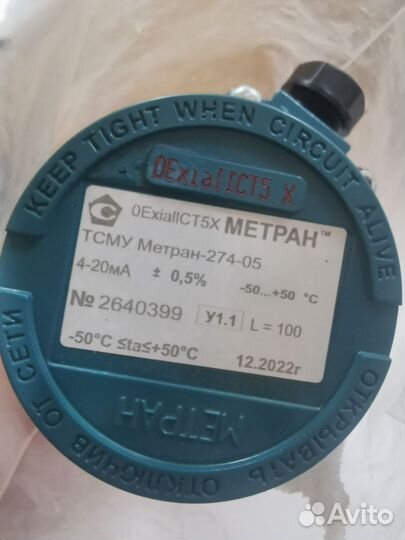 KEEP TIGHT WHEN CIRCUIT ALIVE
0ExiaIICT5 X
0ExiaIICT5X МЕТРАН™
ТСМУ Метран-274-05
4-20мА ± 0,5% -50...+50 °C
№ 2640399 У1.1 L = 100
-50°C ≤ta≤+50°C 12.2022г
МЕТРАН
ОТКРЫВАТЬ ОТКЛЮЧИВ ОТ СЕТИ
Avito